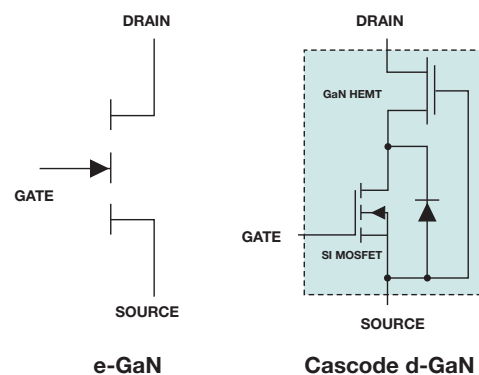 DRAIN
GATE
SOURCE
e-GaN
DRAIN
GaN HEMT
GATE
SI MOSFET
SOURCE
Cascode d-GaN